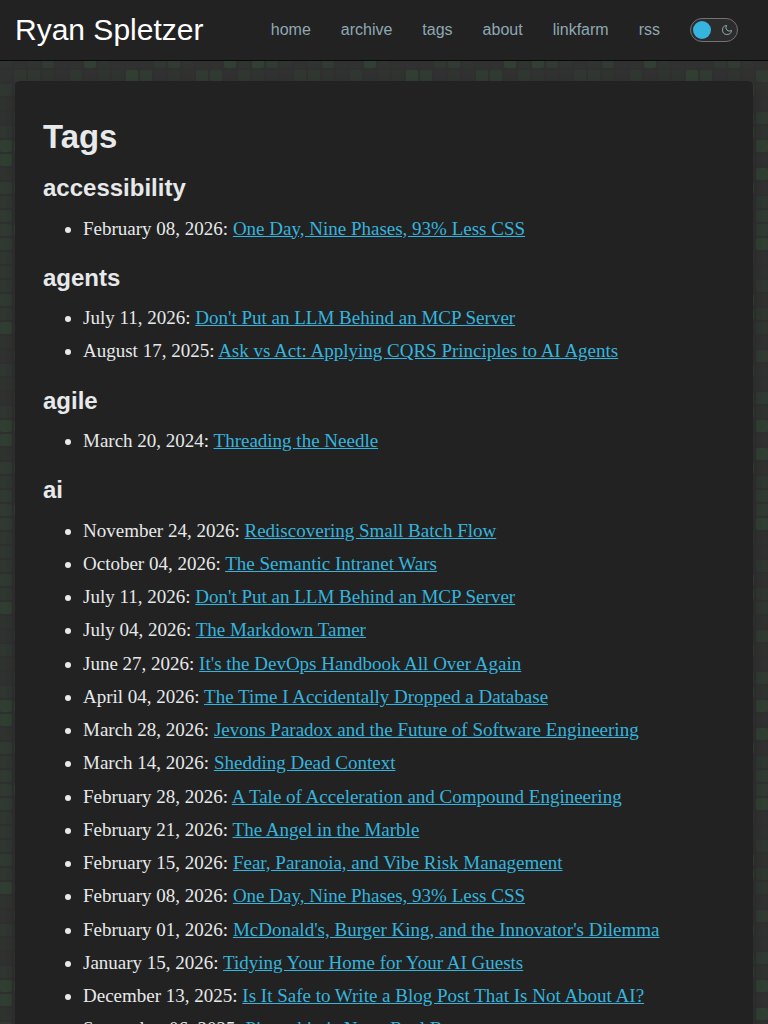 Ryan Spletzer
home archive tags about linkfarm rss
Tags
accessibility
February 08, 2026: One Day, Nine Phases, 93% Less CSS
agents
July 11, 2026: Don't Put an LLM Behind an MCP Server
August 17, 2025: Ask vs Act: Applying CQRS Principles to AI Agents
agile
March 20, 2024: Threading the Needle
ai
November 24, 2026: Rediscovering Small Batch Flow
October 04, 2026: The Semantic Intranet Wars
July 11, 2026: Don't Put an LLM Behind an MCP Server
July 04, 2026: The Markdown Tamer
June 27, 2026: It's the DevOps Handbook All Over Again
April 04, 2026: The Time I Accidentally Dropped a Database
March 28, 2026: Jevons Paradox and the Future of Software Engineering
March 14, 2026: Shedding Dead Context
February 28, 2026: A Tale of Acceleration and Compound Engineering
February 21, 2026: The Angel in the Marble
February 15, 2026: Fear, Paranoia, and Vibe Risk Management
February 08, 2026: One Day, Nine Phases, 93% Less CSS
February 01, 2026: McDonald's, Burger King, and the Innovator's Dilemma
January 15, 2026: Tidying Your Home for Your AI Guests
December 13, 2025: Is It Safe to Write a Blog Post That Is Not About AI?